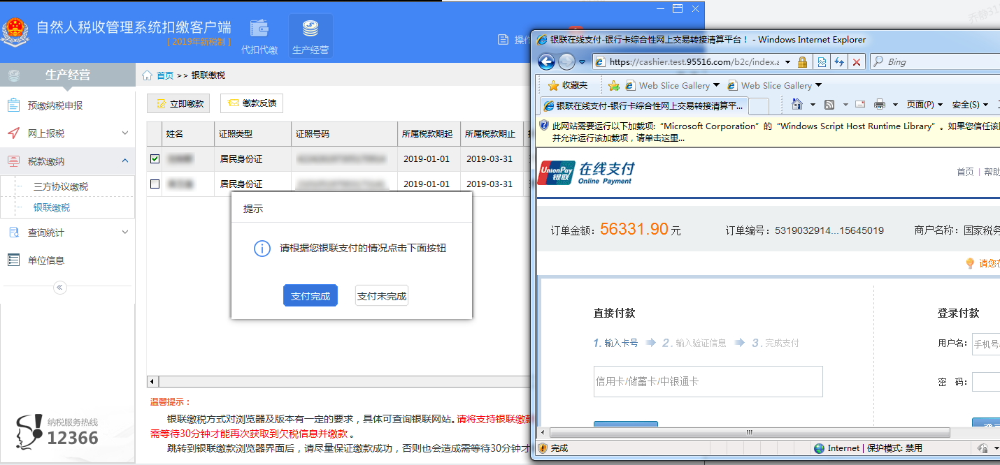 自然人税收管理系统扣缴客户端
[ 2019年新税制 ]
代扣代缴
生产经营
操作
生产经营
首页 >> 银联缴税
预缴纳税申报
网上报税
税款缴纳
三方协议缴税
银联缴税
查询统计
单位信息
纳税服务热线
12366
立即缴款
缴款反馈
姓名 证照类型 证照号码 所属税款期起 所属税款期止
居民身份证 2019-01-01 2019-03-31
居民身份证 2019-01-01 2019-03-31
提示
请根据您银联支付的情况点击下面按钮
支付完成
支付未完成
温馨提示：
银联缴税方式对浏览器及版本有一定的要求，具体可查询银联网站。请将支持银联缴款
需等待30分钟才能再次获取到欠税信息并缴款 。
跳转到银联缴款浏览器界面后，请尽量保证缴款成功，否则也会造成需等待30分钟才
银联在线支付-银行卡综合性网上交易转接清算平台！ - Windows Internet Explorer
https://cashier.test.95516.com/b2c/index.a
Bing
收藏夹
Web Slice Gallery
Web Slice Gallery
银联在线支付-银行卡综合性网上交易转接清算平...
页面(P)
安全(S)
此网站需要运行以下加载项: “Microsoft Corporation” 的 “Windows Script Host Runtime Library” 。如果您信任该
并允许运行该加载项，请单击这里...
UnionPay
银联
在线支付
Online Payment
首页 | 帮助
订单金额：56331.90 元
订单编号：5319032914...15645019
商户名称：国家税务
请您在
直接付款
1. 输入卡号
2. 输入验证信息
3. 完成支付
信用卡/储蓄卡/中银通卡
登录付款
用户名:
手机号
密 码:
完成
Internet | 保护模式: 禁用